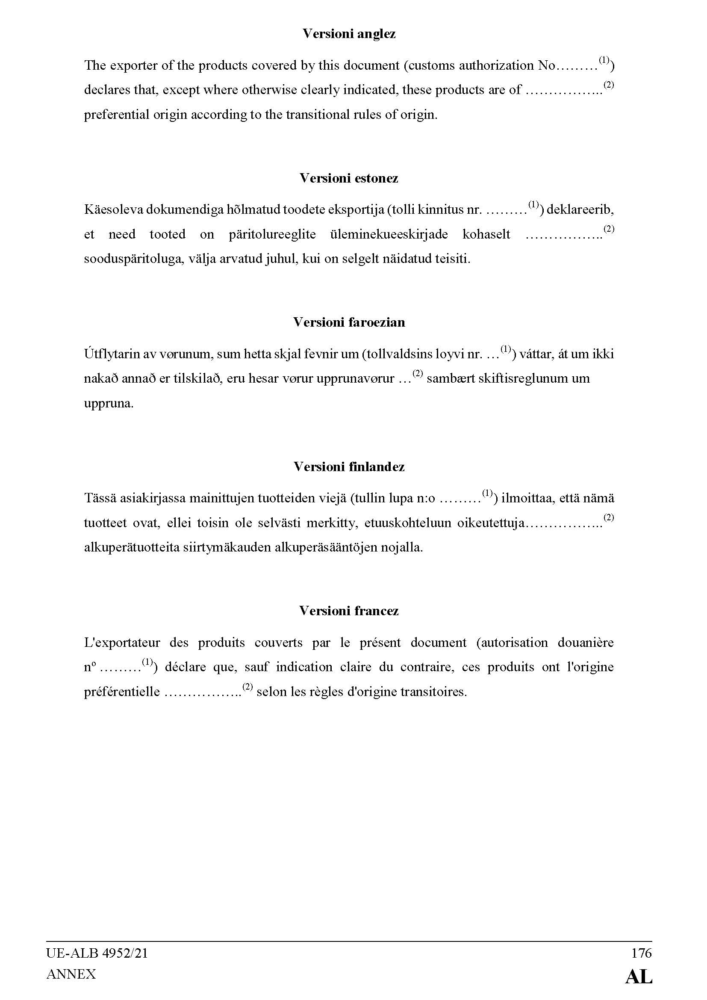 Versioni anglez
The exporter of the products covered by this document (customs authorization No………(1))
declares that, except where otherwise clearly indicated, these products are of ……………..(2)
preferential origin according to the transitional rules of origin.
Versioni estonez
Käesoleva dokumendiga hõlmatud toodete eksportija (tolli kinnitus nr. ………(1)) deklareerib,
et need tooted on päritolureeglite üleminekueeskirjade kohaselt ……………..(2)
sooduspäritoluga, välja arvatud juhul, kui on selgelt näidatud teisiti.
Versioni faroezian
Útflytarin av vørunum, sum hetta skjal fevnir um (tollvaldsins loyvi nr. …(1)) váttar, át um ikki
nakað annað er tilskilað, eru hesar vørur upprunavørur …(2) sambært skiftisreglunum um
uppruna.
Versioni finlandez
Tässä asiakirjassa mainittujen tuotteiden viejä (tullin lupa n:o ………(1)) ilmoittaa, että nämä
tuotteet ovat, ellei toisin ole selvästi merkitty, etuuskohteluun oikeutettuja……………..(2)
alkuperätuotteita siirtymäkauden alkuperäsääntöjen nojalla.
Versioni francez
L'exportateur des produits couverts par le présent document (autorisation douanière
nº ………(1)) déclare que, sauf indication claire du contraire, ces produits ont l'origine
préférentielle ……………..(2) selon les règles d'origine transitoires.
UE-ALB 4952/21 176
ANNEX AL